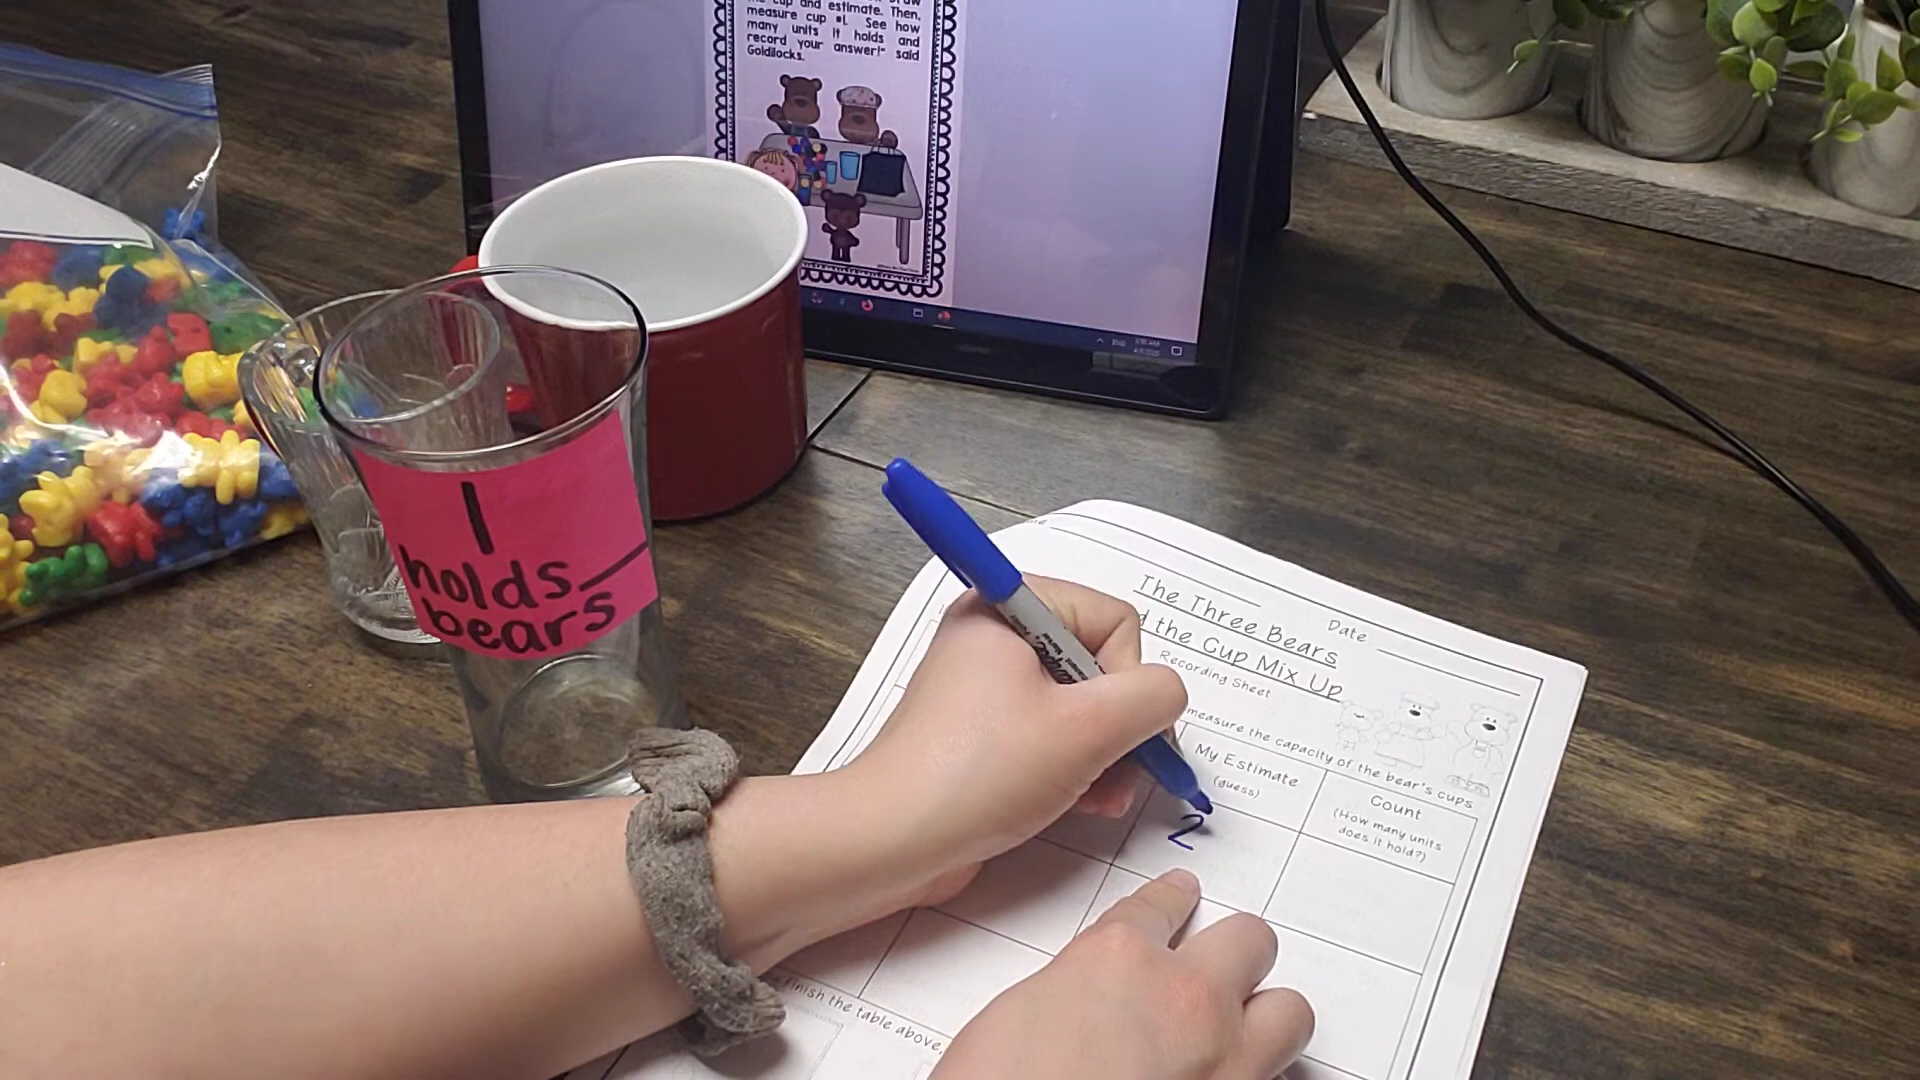 cup and estimate. Then,
measure cup #1. See how
many units it holds and
record your answer!" said
Goldilocks.
1
holds
bears
Date
The Three Bears
the Cup Mix Up
Recording Sheet
measure the capacity of the bear's cups
My Estimate
(guess)
Count
(How many units
does it hold?)
2
finish the table above,